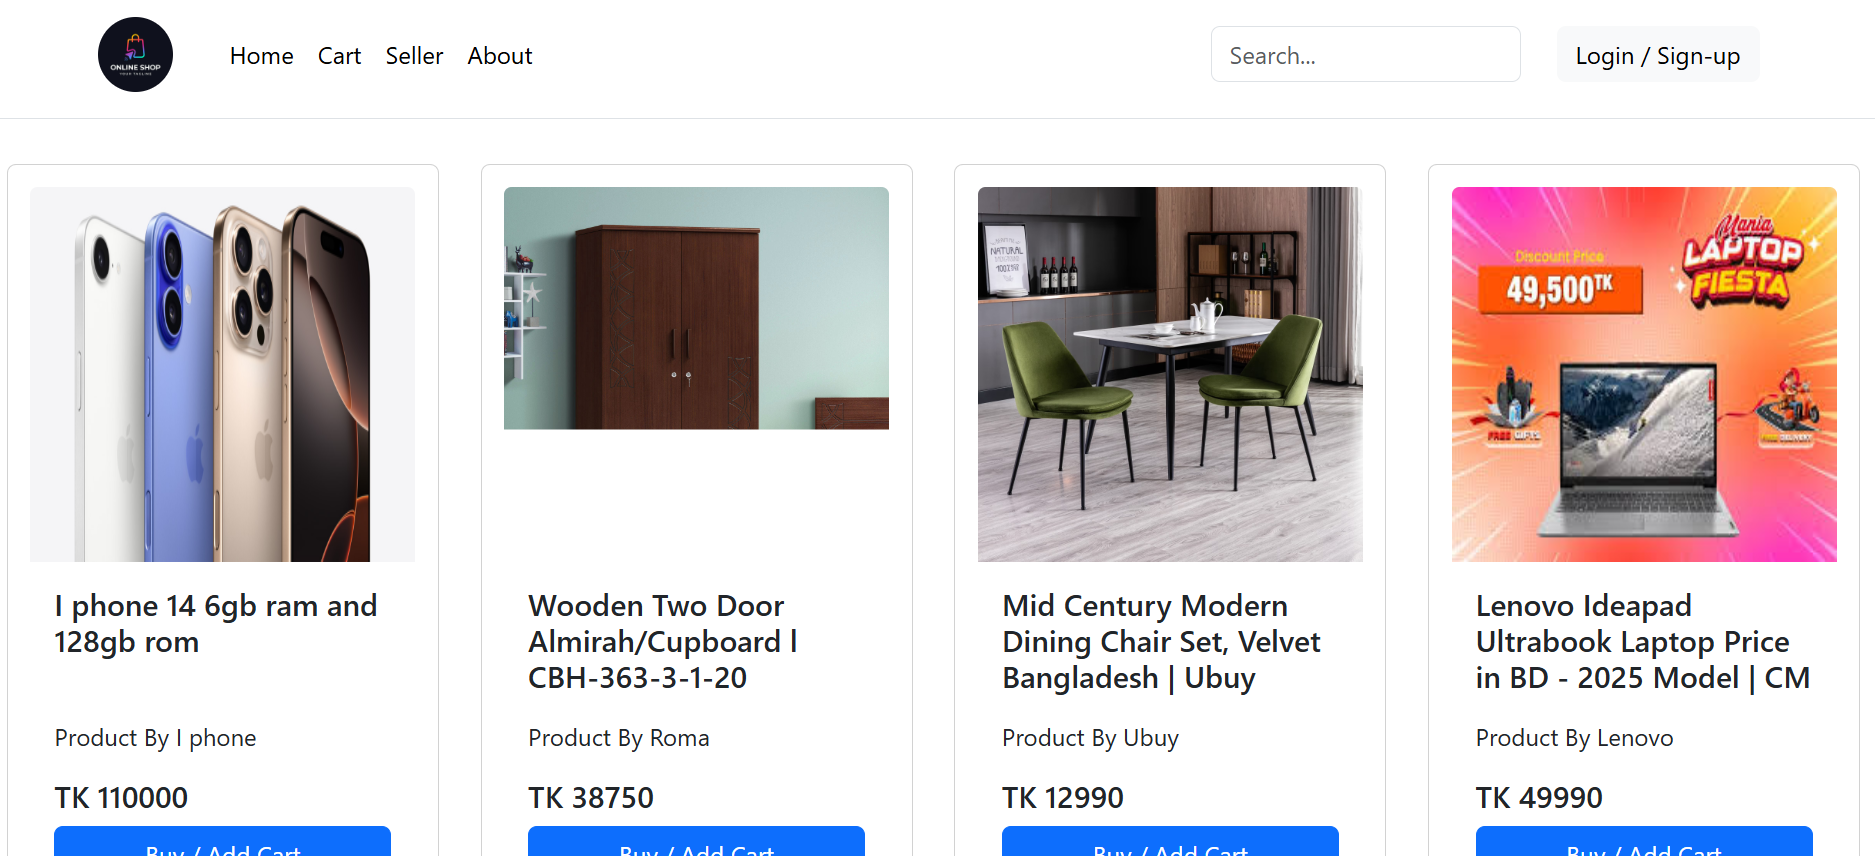 ONLINE SHOP
YOUR TAGLINE
Home
Cart
Seller
About
Search...
Login / Sign-up
NATURAL
Mania
LAPTOP
FIESTA
Discount Price
49,500TK
FREE GIFTS
FREE DELIVERY
I phone 14 6gb ram and
128gb rom
Product By I phone
TK 110000
Buy / Add Cart
Wooden Two Door
Almirah/Cupboard l
CBH-363-3-1-20
Product By Roma
TK 38750
Buy / Add Cart
Mid Century Modern
Dining Chair Set, Velvet
Bangladesh | Ubuy
Product By Ubuy
TK 12990
Buy / Add Cart
Lenovo Ideapad
Ultrabook Laptop Price
in BD - 2025 Model | CM
Product By Lenovo
TK 49990
Buy / Add Cart